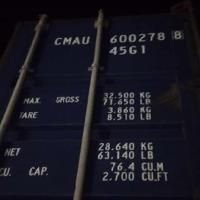 CMAU 600278 8
45G1
MAX. GROSS 32.500 KG
71,650 LB
TARE 3.860 KG
8.510 LB
NET 28.640 KG
63.140 LB
CU. CAP. 76.4 CU.M
2.700 CU.FT